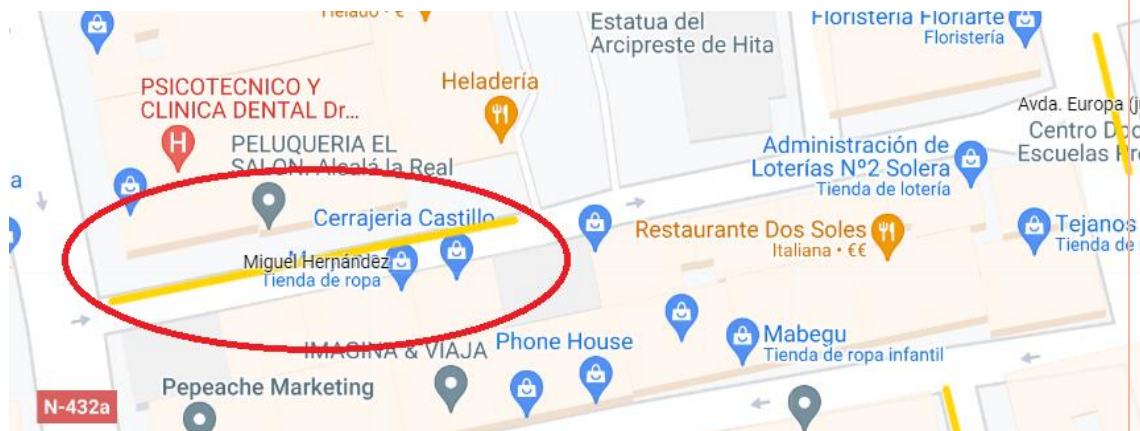 Helado · €
Estatua del
Arcipreste de Hita
Floristería Floriarte
Floristería
PSICOTECNICO Y
CLINICA DENTAL Dr...
Heladería
PELUQUERIA EL
SALON. Alcalá la Real
Avda. Europa (j
Centro Doc
Escuelas Pr
Administración de
Loterías Nº2 Solera
Tienda de lotería
a
Cerrajeria Castillo
Restaurante Dos Soles
Italiana · €€
Tejanos
Tienda de
Miguel Hernández
Tienda de ropa
IMAGINA & VIAJA
Phone House
Mabegu
Tienda de ropa infantil
Pepeache Marketing
N-432a